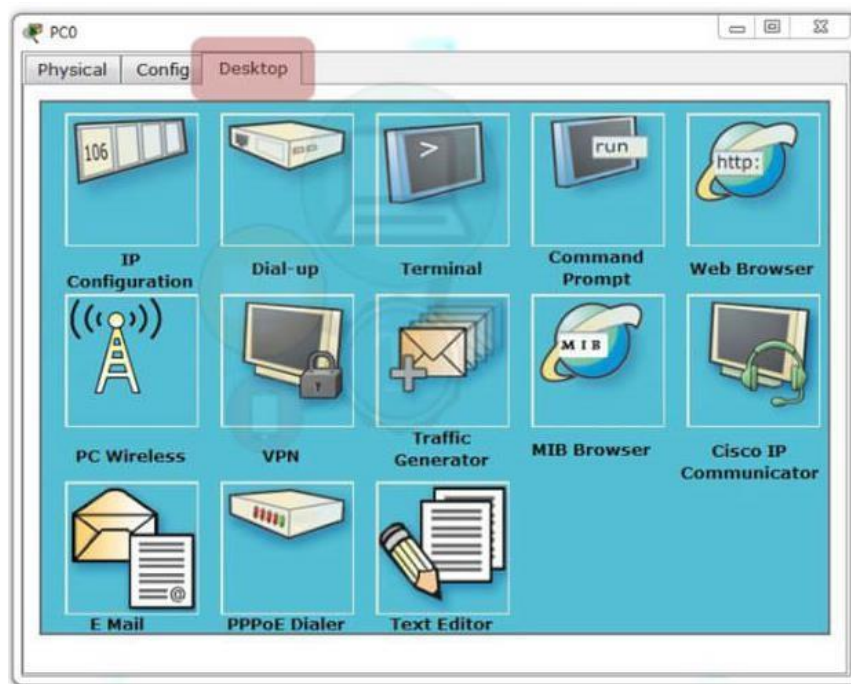 PC0
Physical Config Desktop
106
>
run
http:
IP
Configuration
Dial-up
Terminal
Command
Prompt
Web Browser
MIB
PC Wireless
VPN
Traffic
Generator
MIB Browser
Cisco IP
Communicator
@
E Mail
PPPoE Dialer
Text Editor